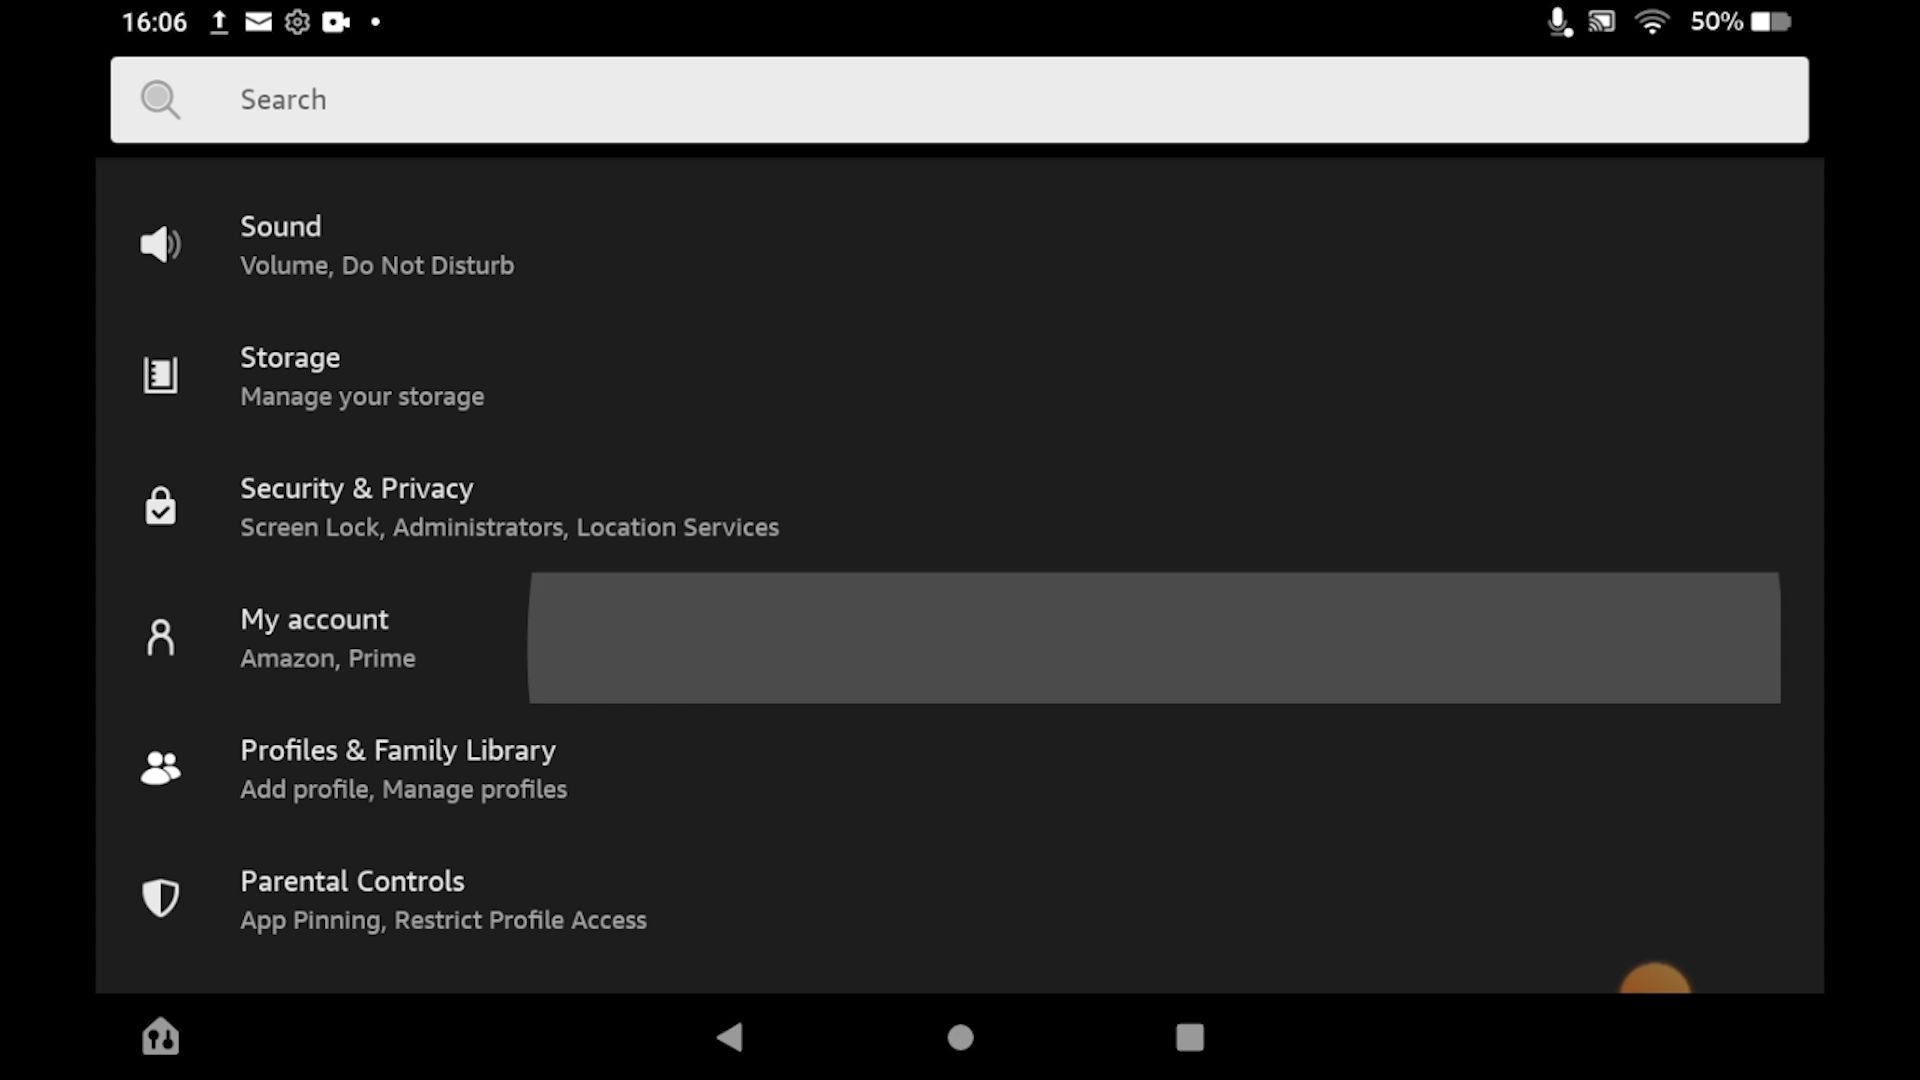 16:06
50%
Search
Sound
Volume, Do Not Disturb
Storage
Manage your storage
Security & Privacy
Screen Lock, Administrators, Location Services
My account
Amazon, Prime
Profiles & Family Library
Add profile, Manage profiles
Parental Controls
App Pinning, Restrict Profile Access